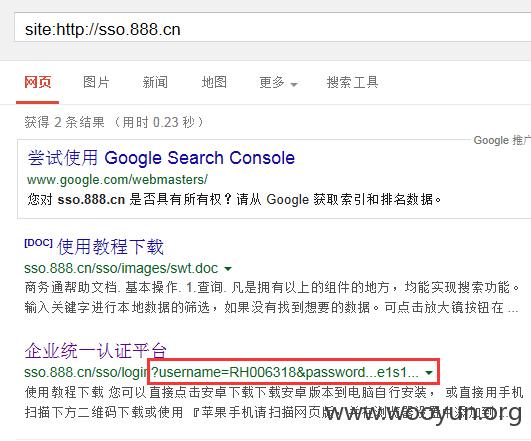 site:http://sso.888.cn
网页 图片 新闻 地图 更多 搜索工具
获得 2 条结果 （用时 0.23 秒）
Google 推广
尝试使用 Google Search Console
www.google.com/webmasters/
您对 sso.888.cn 是否具有所有权？请从 Google 获取索引和排名数据。
[DOC] 使用教程下载
sso.888.cn/sso/images/swt.doc
商务通帮助文档. 基本操作. 1.查询. 凡是拥有以上的组件的地方，均能实现搜索功能。
输入关键字进行本地数据的筛选，如果没有找到想要的数据。可点击放大镜按钮在 ...
企业统一认证平台
sso.888.cn/sso/login?username=RH006318&password...e1s1...
使用教程下载 您可以直接点击安卓下载下载安卓版本到电脑自行安装， 或直接用手机
扫描下方二维码下载或使用 『苹果手机请扫描网页版，
www.wooyun.org